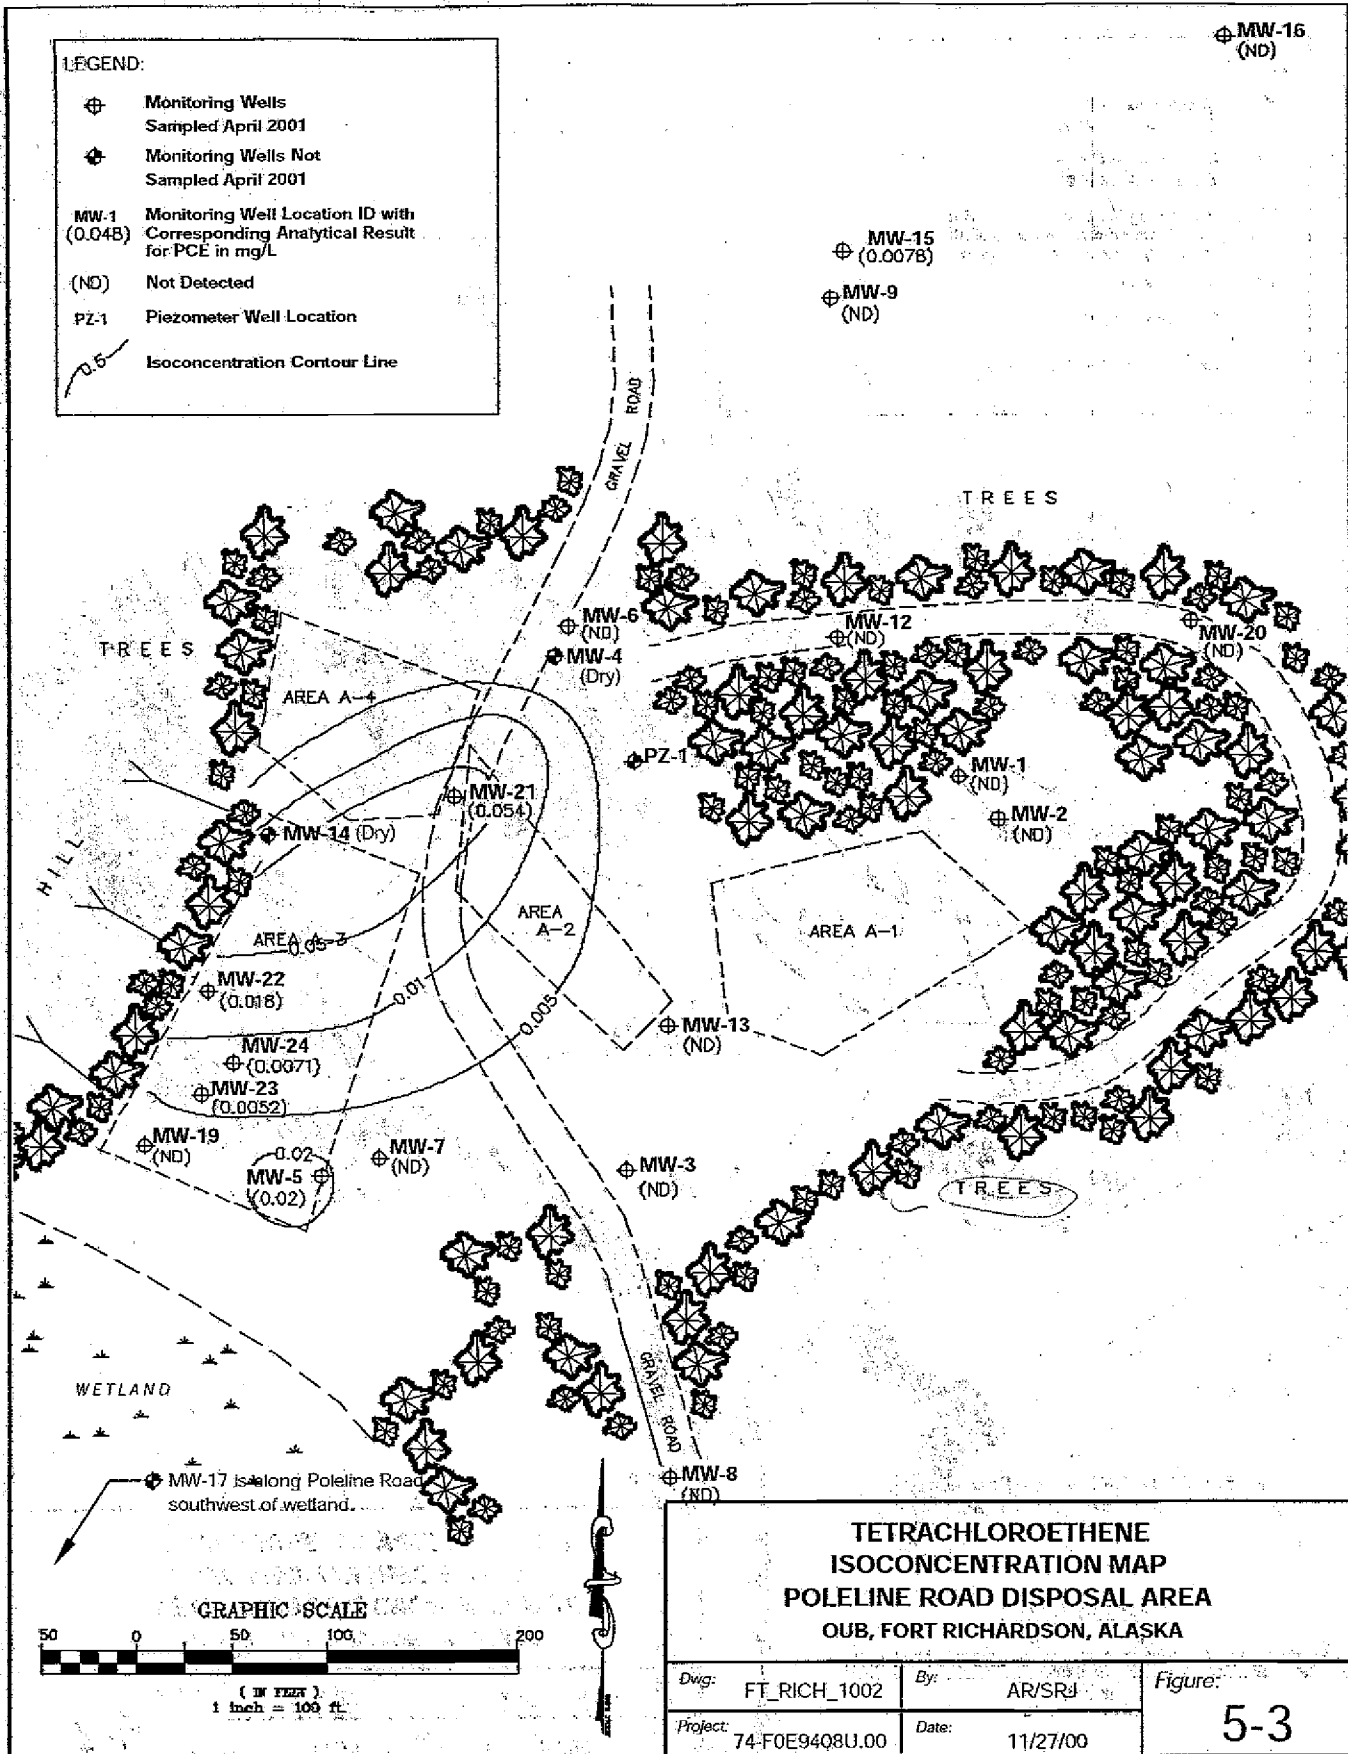 LEGEND:
Monitoring Wells
Sampled April 2001
Monitoring Wells Not
Sampled April 2001
MW-1
(0.048)
Monitoring Well Location ID with
Corresponding Analytical Result
for PCE in mg/L
(ND) Not Detected
PZ-1 Piezometer Well Location
0.5 Isoconcentration Contour Line
MW-16
(ND)
MW-15
(0.0078)
MW-9
(ND)
GRAVEL ROAD
TREES
TREES
MW-6
(ND)
MW-4
(Dry)
MW-12
(ND)
MW-20
(ND)
AREA A-4
PZ-1
MW-1
(ND)
MW-21
(0.054)
MW-2
(ND)
MW-14 (Dry)
HILL
AREA
A-2
AREA A-1
AREA A-3
0.05
MW-22
(0.018)
0.01
0.005
MW-13
(ND)
MW-24
(0.0071)
MW-23
(0.0052)
MW-19
(ND)
0.02
MW-5
(0.02)
MW-7
(ND)
MW-3
(ND)
TREES
WETLAND
GRAVEL ROAD
MW-17 is along Poleline Road
southwest of wetland.
MW-8
(ND)
GRAPHIC SCALE
50 0 50 100 200
( IN FEET )
1 inch = 100 ft.
TETRACHLOROETHENE
ISOCONCENTRATION MAP
POLELINE ROAD DISPOSAL AREA
OUB, FORT RICHARDSON, ALASKA
Dwg: FT_RICH_1002
By: AR/SRJ
Figure:
5-3
Project: 74-F0E9408U.00
Date: 11/27/00